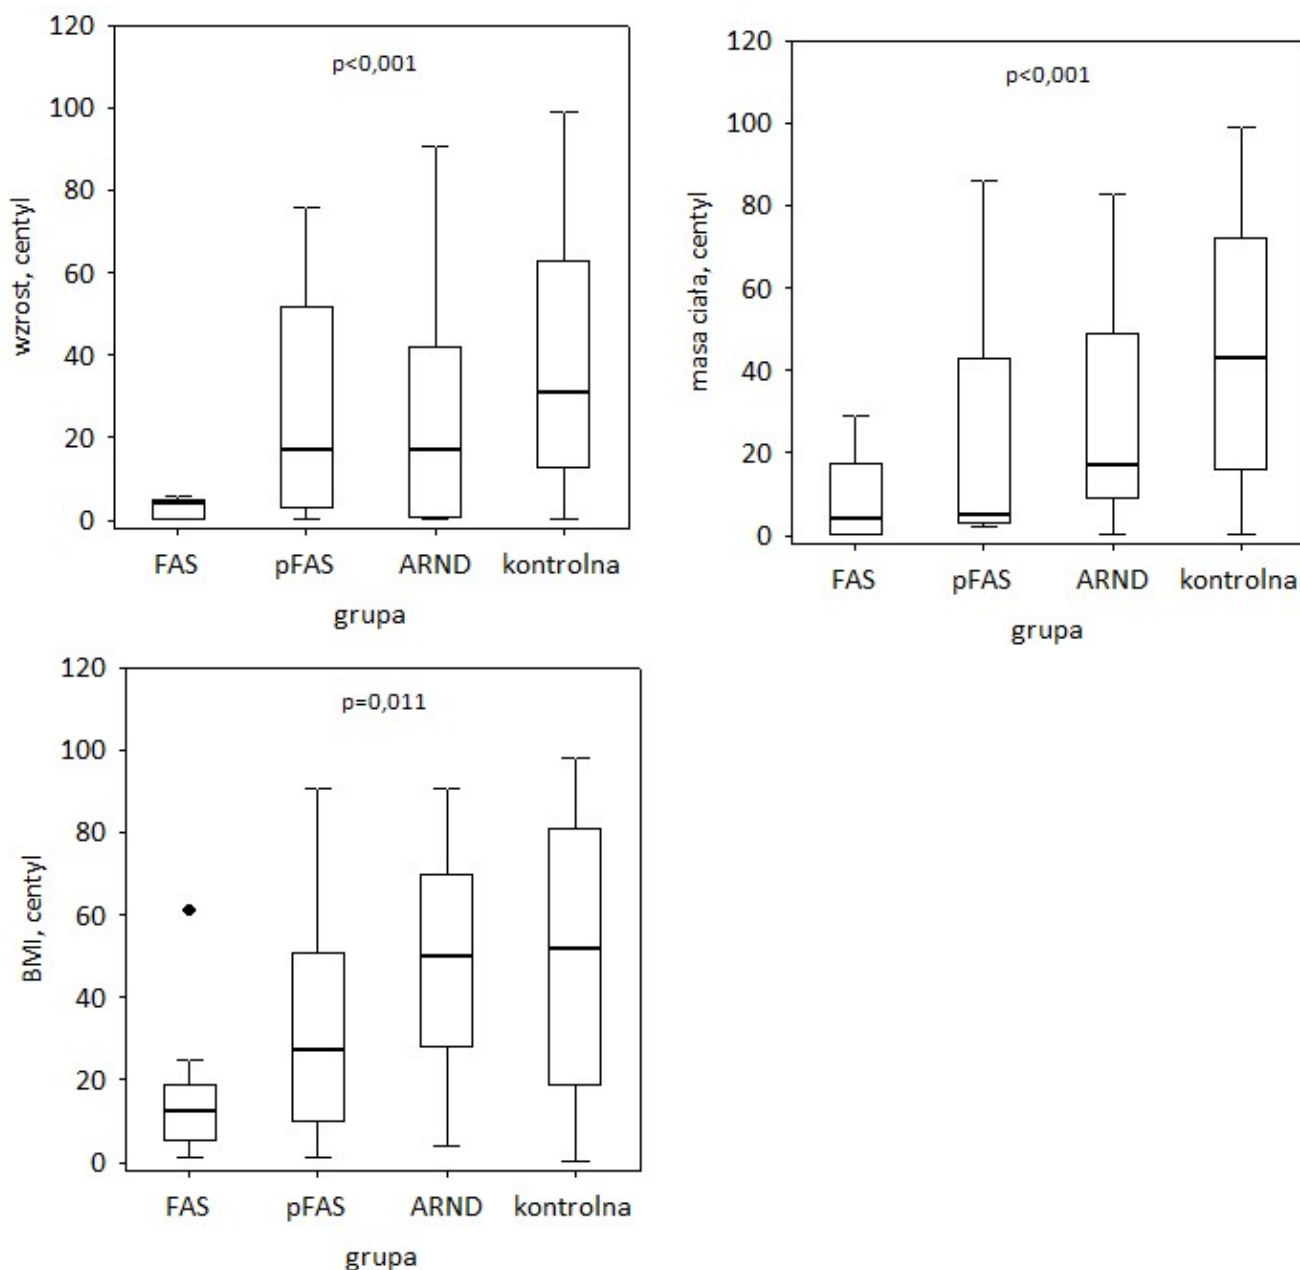 120
100
80
60
40
20
0
wzrost, centyl
p<0,001
FAS pFAS ARND kontrolna
grupa
120
100
80
60
40
20
0
masa ciała, centyl
p<0,001
FAS pFAS ARND kontrolna
grupa
120
100
80
60
40
20
0
BMI, centyl
p=0,011
FAS pFAS ARND kontrolna
grupa